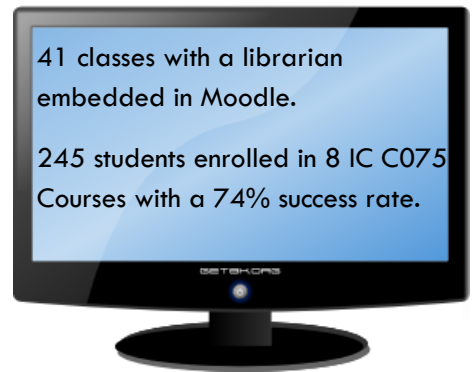 41 classes with a librarian
embedded in Moodle.
245 students enrolled in 8 IC C075
Courses with a 74% success rate.
GETBKORG